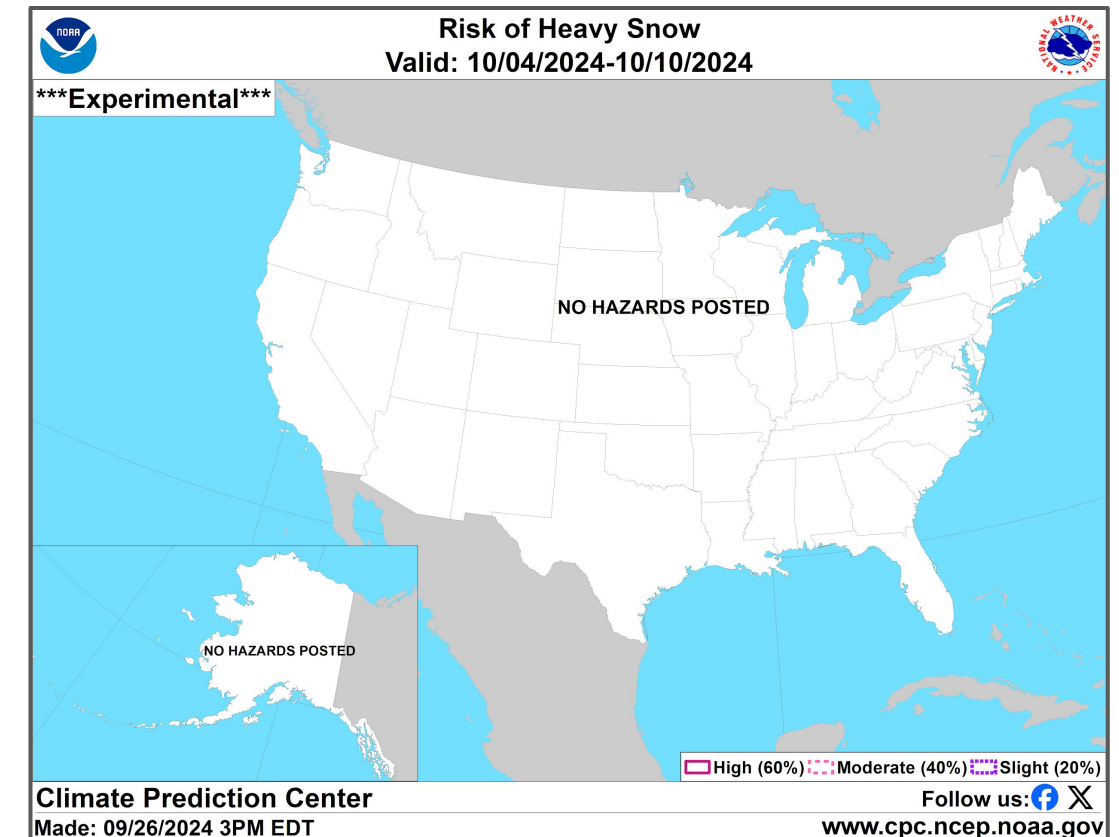 NOAA
Risk of Heavy Snow
Valid: 10/04/2024-10/10/2024
NATIONAL WEATHER SERVICE
***Experimental***
NO HAZARDS POSTED
NO HAZARDS POSTED
High (60%) Moderate (40%) Slight (20%)
Climate Prediction Center
Follow us:
Made: 09/26/2024 3PM EDT
www.cpc.ncep.noaa.gov